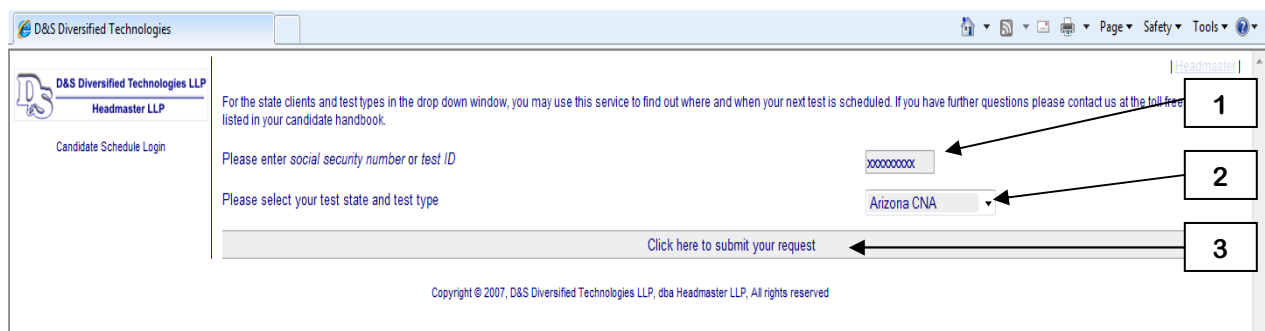 D&S Diversified Technologies
Page Safety Tools
D&S Diversified Technologies LLP
Headmaster LLP
Candidate Schedule Login
| Headmaster |
For the state clients and test types in the drop down window, you may use this service to find out where and when your next test is scheduled. If you have further questions please contact us at the toll free
listed in your candidate handbook.
1
Please enter social security number or test ID
xxxxxxxxx
2
Please select your test state and test type
Arizona CNA
Click here to submit your request
3
Copyright © 2007, D&S Diversified Technologies LLP, dba Headmaster LLP, All rights reserved